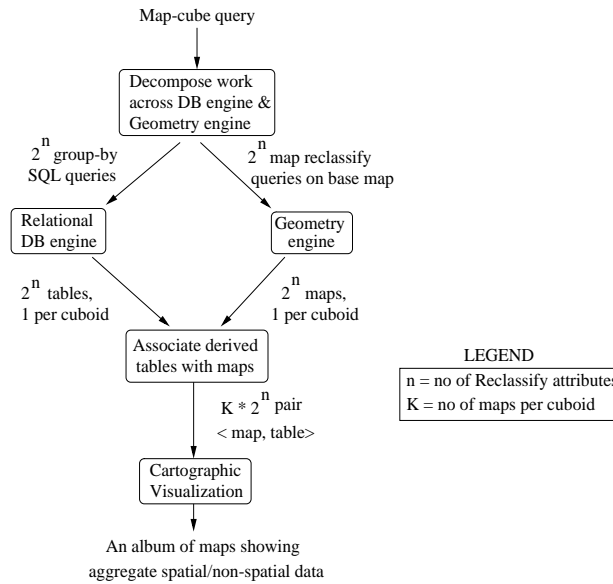 Map-cube query
Decompose work
across DB engine &
Geometry engine
2^n group-by
SQL queries
2^n map reclassify
queries on base map
Relational
DB engine
Geometry
engine
2^n tables,
1 per cuboid
2^n maps,
1 per cuboid
Associate derived
tables with maps
K * 2^n pair
< map, table>
Cartographic
Visualization
An album of maps showing
aggregate spatial/non-spatial data
LEGEND
n = no of Reclassify attributes
K = no of maps per cuboid